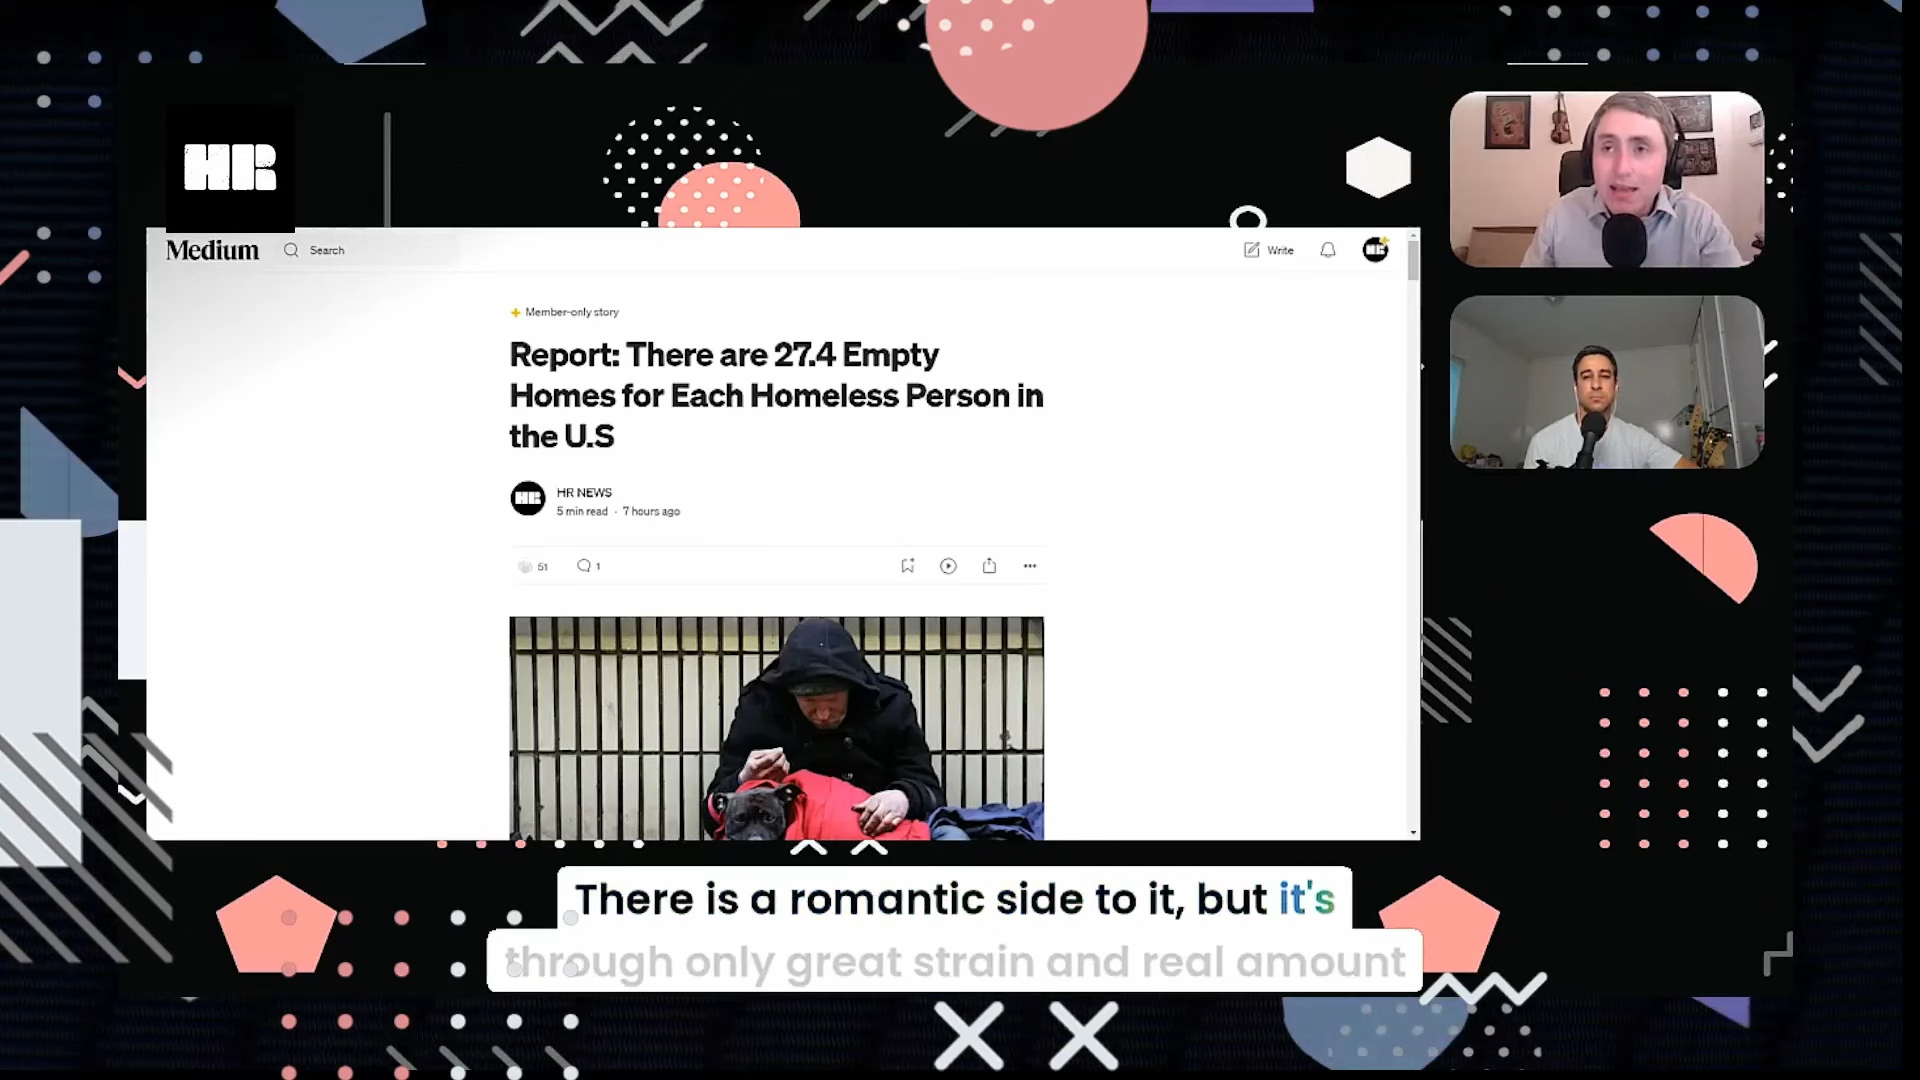 HR
Medium
Search
Write
HR
Member-only story
Report: There are 27.4 Empty
Homes for Each Homeless Person in
the U.S
HR
HR NEWS
5 min read · 7 hours ago
51
1
There is a romantic side to it, but it's
through only great strain and real amount